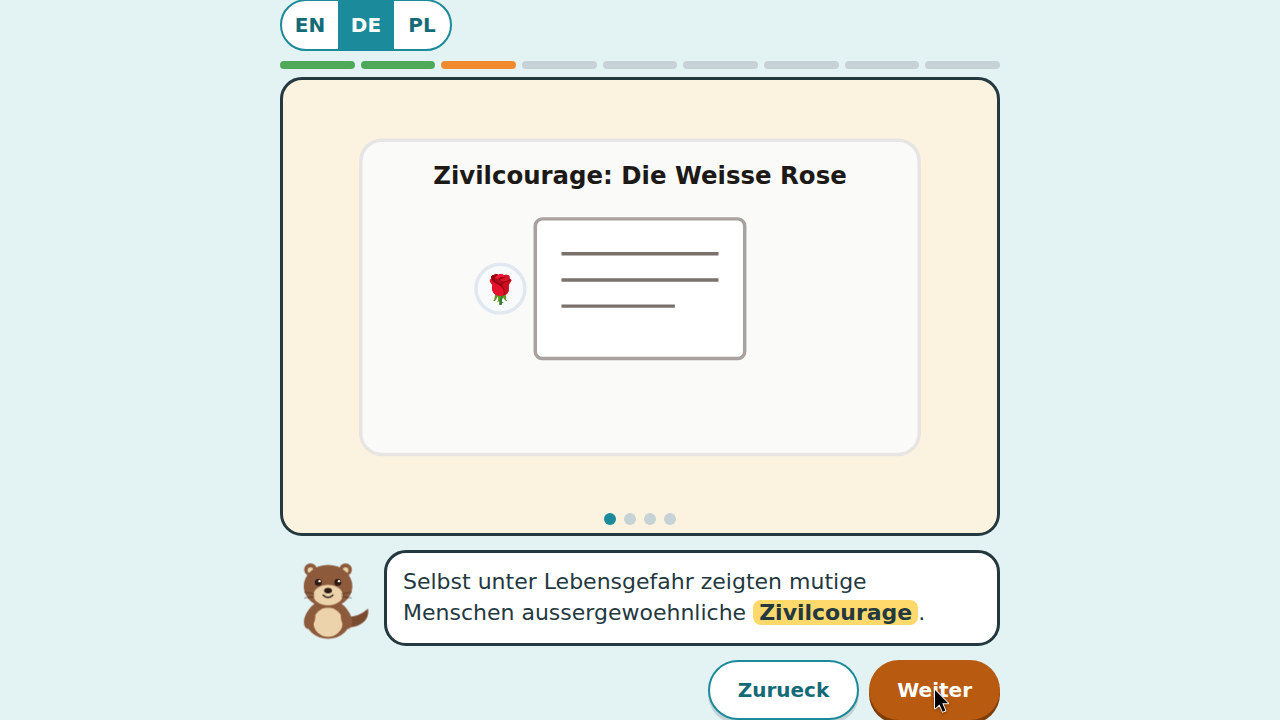 EN DE PL
Zivilcourage: Die Weisse Rose
Selbst unter Lebensgefahr zeigten mutige
Menschen aussergewoehnliche Zivilcourage.
Zurueck Weiter